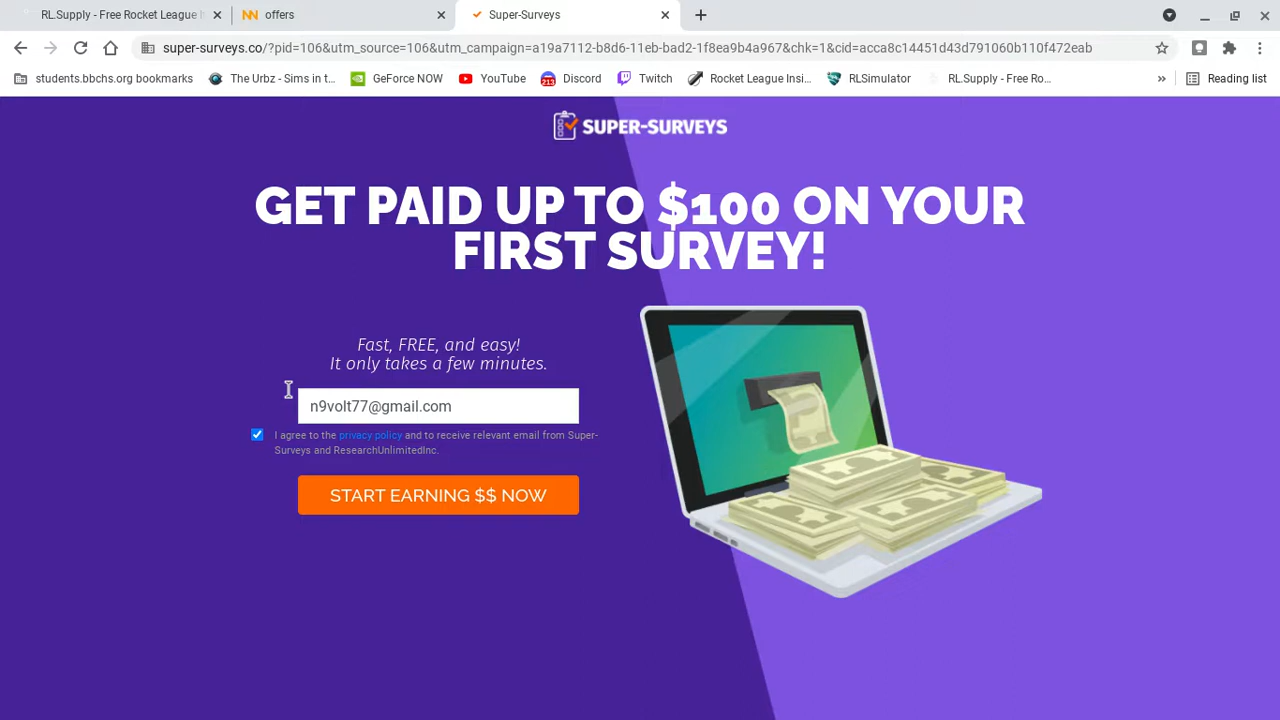 RL.Supply - Free Rocket League
offers
Super-Surveys
super-surveys.co/?pid=106&utm_source=106&utm_campaign=a19a7112-b8d6-11eb-bad2-1f8ea9b2a967&chk=1&cid=acca8c14451d43d791060b110f472eab
students.bbchs.org bookmarks
The Urbz - Sims in t...
GeForce NOW
YouTube
213
Discord
Twitch
Rocket League Insi...
RLSimulator
RL.Supply - Free Ro...
»
Reading list
SUPER-SURVEYS
GET PAID UP TO $100 ON YOUR
FIRST SURVEY!
Fast, FREE, and easy!
It only takes a few minutes.
n9volt77@gmail.com
I agree to the privacy policy and to receive relevant email from Super-
Surveys and ResearchUnlimitedInc.
START EARNING $$ NOW